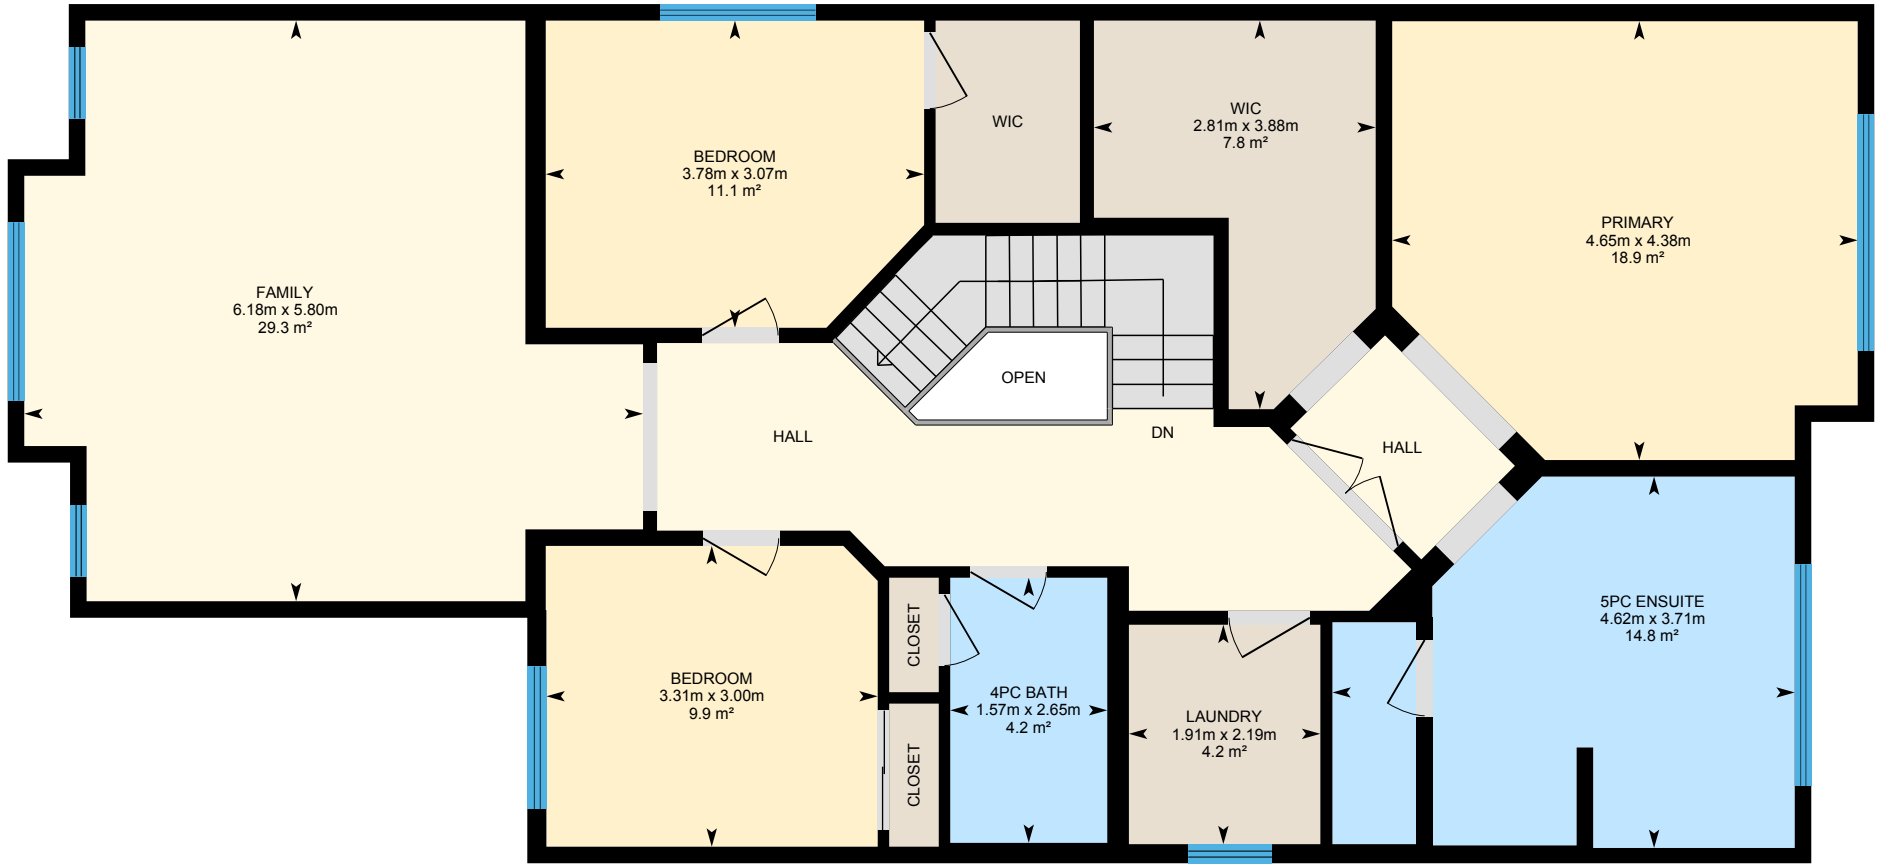 WIC
WIC
2.81m x 3.88m
7.8 m²
BEDROOM
3.78m x 3.07m
11.1 m²
PRIMARY
4.65m x 4.38m
18.9 m²
FAMILY
6.18m x 5.80m
29.3 m²
OPEN
HALL
DN
HALL
5PC ENSUITE
4.62m x 3.71m
14.8 m²
CLOSET
BEDROOM
3.31m x 3.00m
9.9 m²
4PC BATH
1.57m x 2.65m
4.2 m²
LAUNDRY
1.91m x 2.19m
4.2 m²
CLOSET